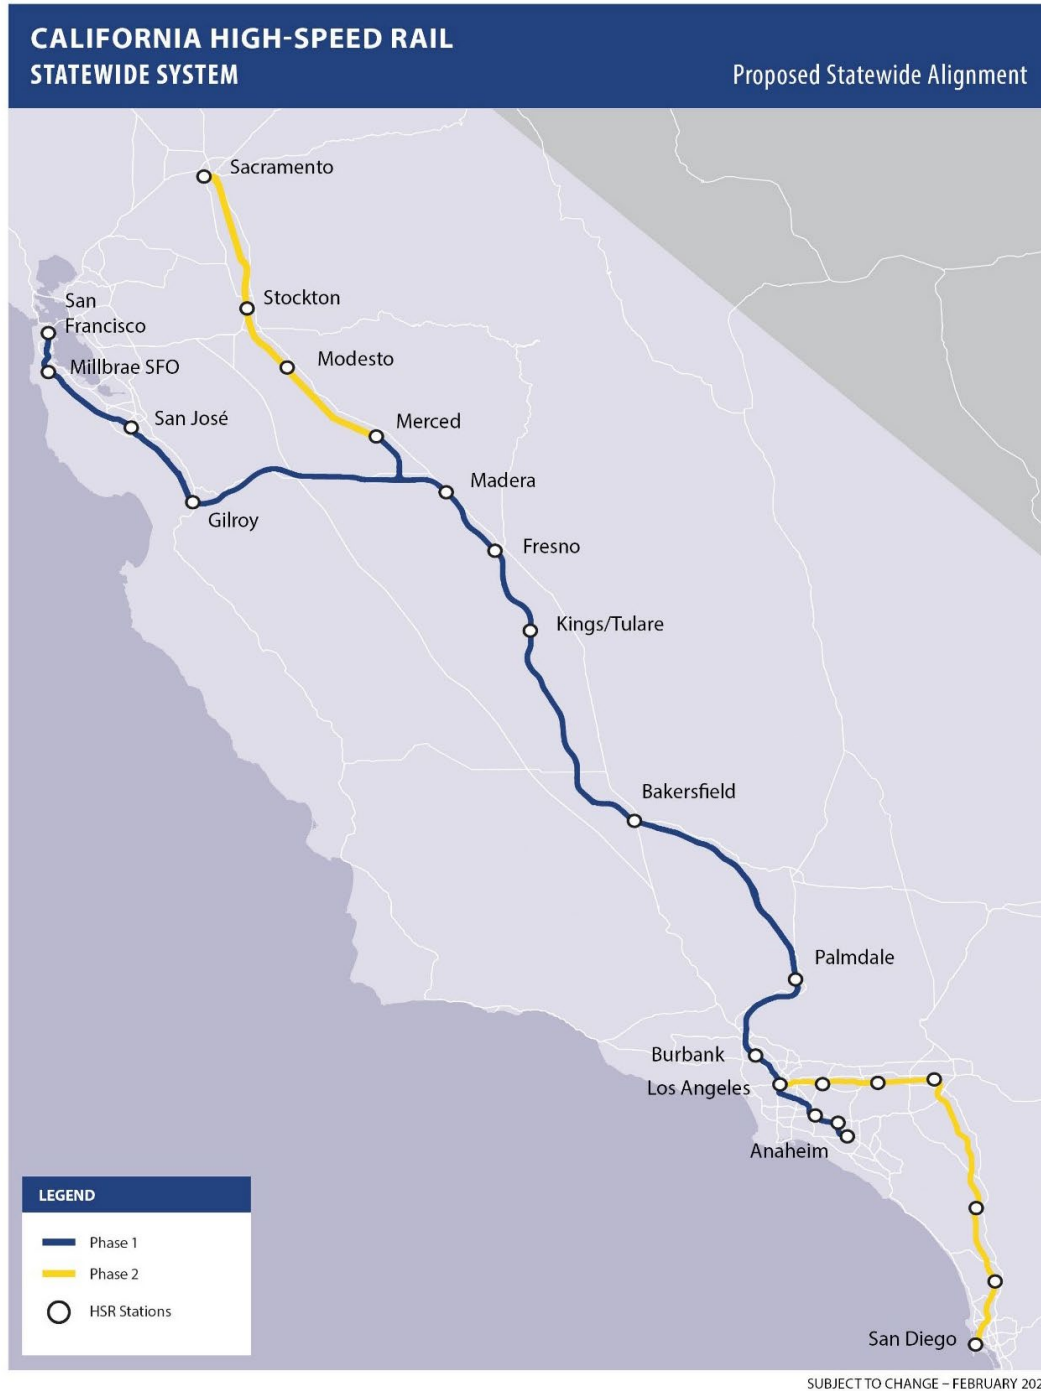 CALIFORNIA HIGH-SPEED RAIL
STATEWIDE SYSTEM
Proposed Statewide Alignment
Sacramento
Stockton
San
Francisco
Modesto
Millbrae SFO
San José
Merced
Madera
Gilroy
Fresno
Kings/Tulare
Bakersfield
Palmdale
Burbank
Los Angeles
Anaheim
San Diego
LEGEND
Phase 1
Phase 2
HSR Stations
SUBJECT TO CHANGE – FEBRUARY 202